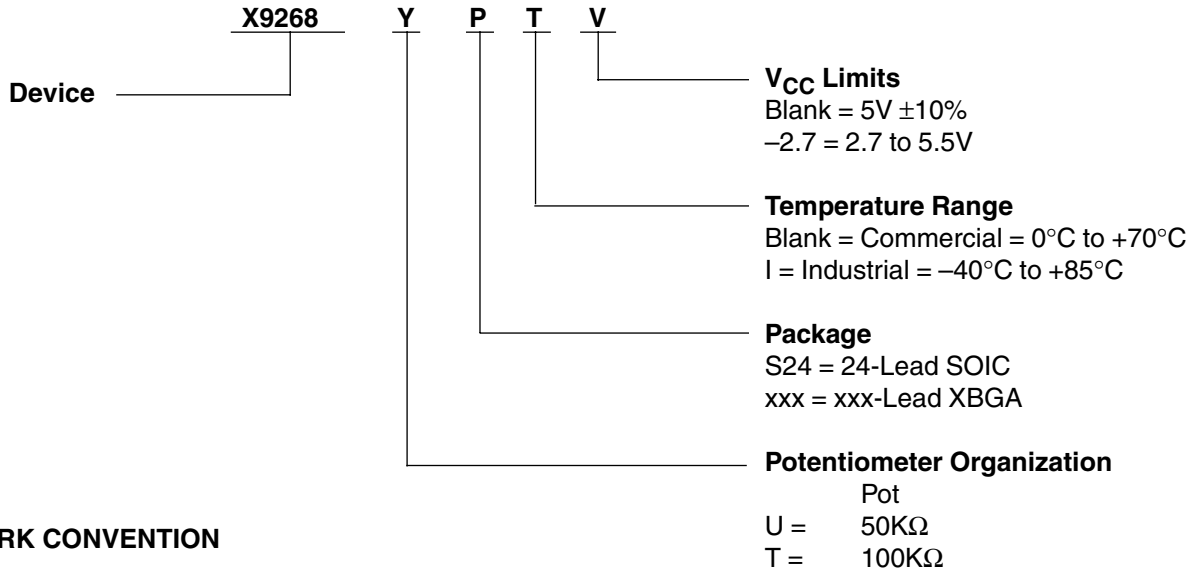 X9268 Y P T V
Device
V_CC Limits
Blank = 5V ±10%
–2.7 = 2.7 to 5.5V
Temperature Range
Blank = Commercial = 0°C to +70°C
I = Industrial = –40°C to +85°C
Package
S24 = 24-Lead SOIC
xxx = xxx-Lead XBGA
Potentiometer Organization
Pot
U = 50KΩ
T = 100KΩ
RK CONVENTION